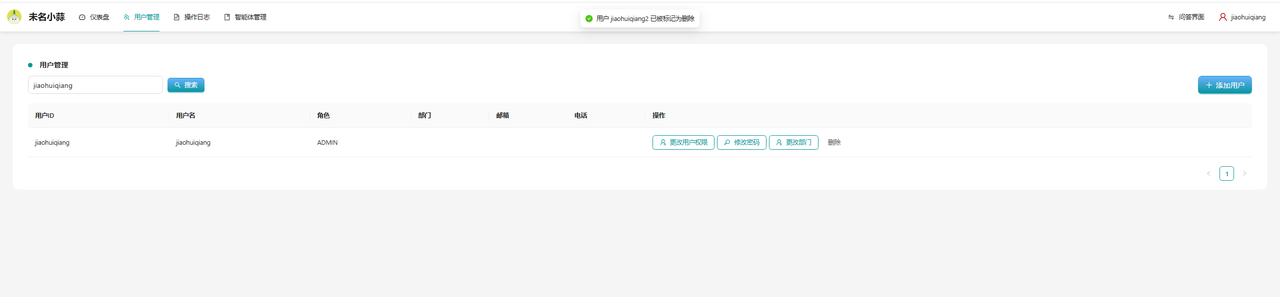 未名小蒜 仪表盘 用户管理 操作日志 智能体管理 用户 jiaohuiqiang2 已被标记为删除 问答界面 jiaohuiqiang
用户管理
jiaohuiqiang 搜索 添加用户
用户ID 用户名 角色 部门 邮箱 电话 操作
jiaohuiqiang jiaohuiqiang ADMIN 更改用户权限 修改密码 更改部门 删除
1